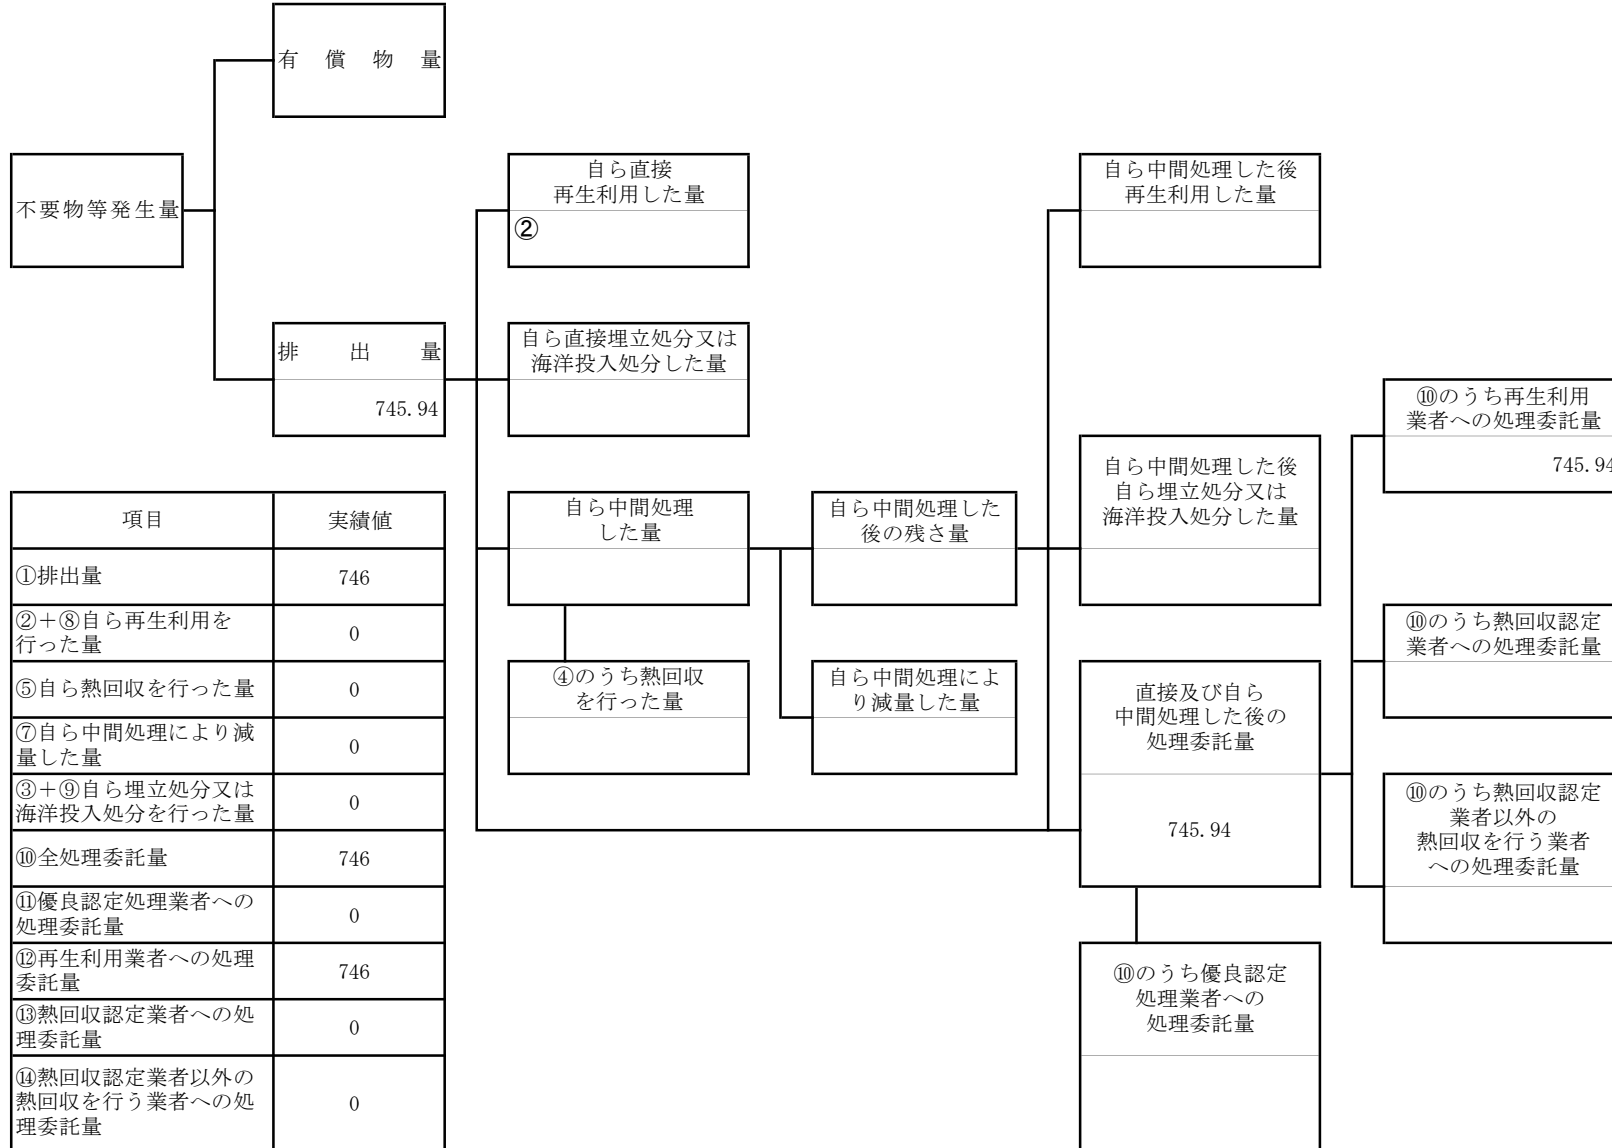 有償物量
不要物等発生量
自ら直接
再生利用した量
②
自ら中間処理した後
再生利用した量
排出量
745.94
自ら直接埋立処分又は
海洋投入処分した量
⑩のうち再生利用
業者への処理委託量
745.94
自ら中間処理した後
自ら埋立処分又は
海洋投入処分した量
自ら中間処理
した量
自ら中間処理した
後の残さ量
④のうち熱回収
を行った量
自ら中間処理によ
り減量した量
直接及び自ら
中間処理した後の
処理委託量
745.94
⑩のうち熱回収認定
業者への処理委託量
⑩のうち熱回収認定
業者以外の
熱回収を行う業者
への処理委託量
⑩のうち優良認定
処理業者への
処理委託量
項目 実績値
①排出量 746
②+⑧自ら再生利用を
行った量 0
⑤自ら熱回収を行った量 0
⑦自ら中間処理により減
量した量 0
③+⑨自ら埋立処分又は
海洋投入処分を行った量 0
⑩全処理委託量 746
⑪優良認定処理業者への
処理委託量 0
⑫再生利用業者への処理
委託量 746
⑬熱回収認定業者への処
理委託量 0
⑭熱回収認定業者以外の
熱回収を行う業者への処
理委託量 0